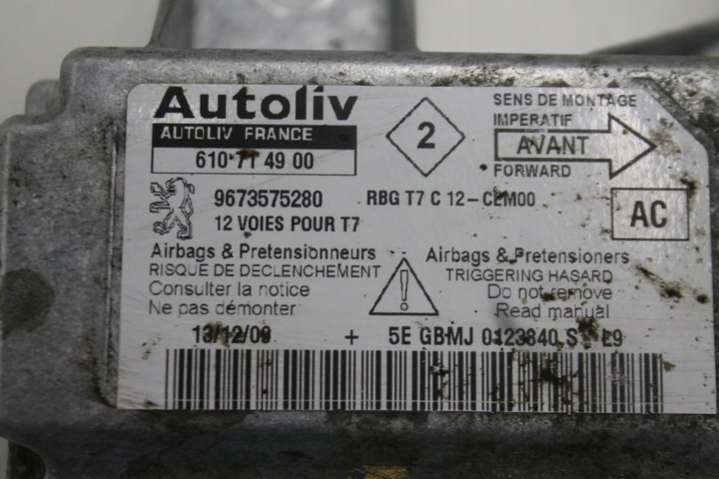 Autoliv
AUTOLIV FRANCE
610 71 49 00
2
SENS DE MONTAGE
IMPERATIF
AVANT
FORWARD
9673575280
RBG T7 C 12-CLM00
12 VOIES POUR T7
AC
Airbags & Pretensionneurs
RISQUE DE DECLENCHEMENT
Consulter la notice
Ne pas démonter
Airbags & Pretensioners
TRIGGERING HASARD
Do not remove
Read manual
13/12/09 + 5E GBMJ 0123840